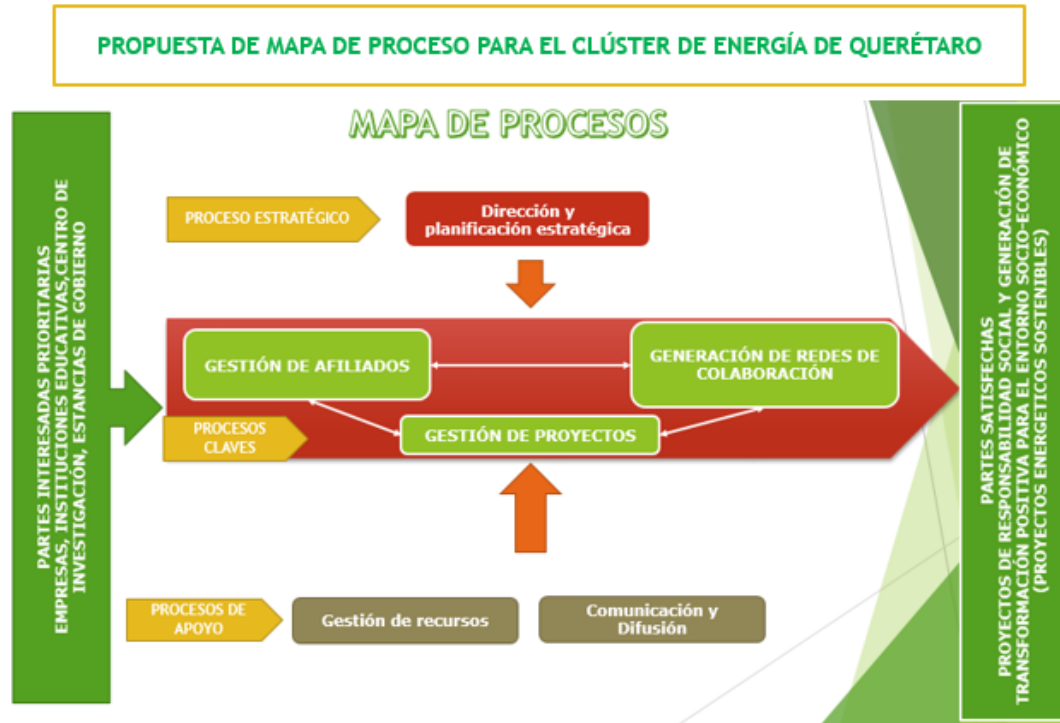 PROPUESTA DE MAPA DE PROCESO PARA EL CLÚSTER DE ENERGÍA DE QUERÉTARO
MAPA DE PROCESOS
PARTES INTERESADAS PRIORITARIAS
EMPRESAS, INSTITUCIONES EDUCATIVAS,CENTRO DE
INVESTIGACIÓN, ESTANCIAS DE GOBIERNO
PROCESO ESTRATÉGICO
Dirección y
planificación estratégica
GESTIÓN DE AFILIADOS
GENERACIÓN DE REDES DE
COLABORACIÓN
PROCESOS
CLAVES
GESTIÓN DE PROYECTOS
PROCESOS DE
APOYO
Gestión de recursos
Comunicación y
Difusión
PARTES SATISFECHAS
PROYECTOS DE RESPONSABILIDAD SOCIAL Y GENERACIÓN DE
TRANSFORMACIÓN POSITIVA PARA EL ENTORNO SOCIO-ECONÓMICO
(PROYECTOS ENERGETICOS SOSTENIBLES)